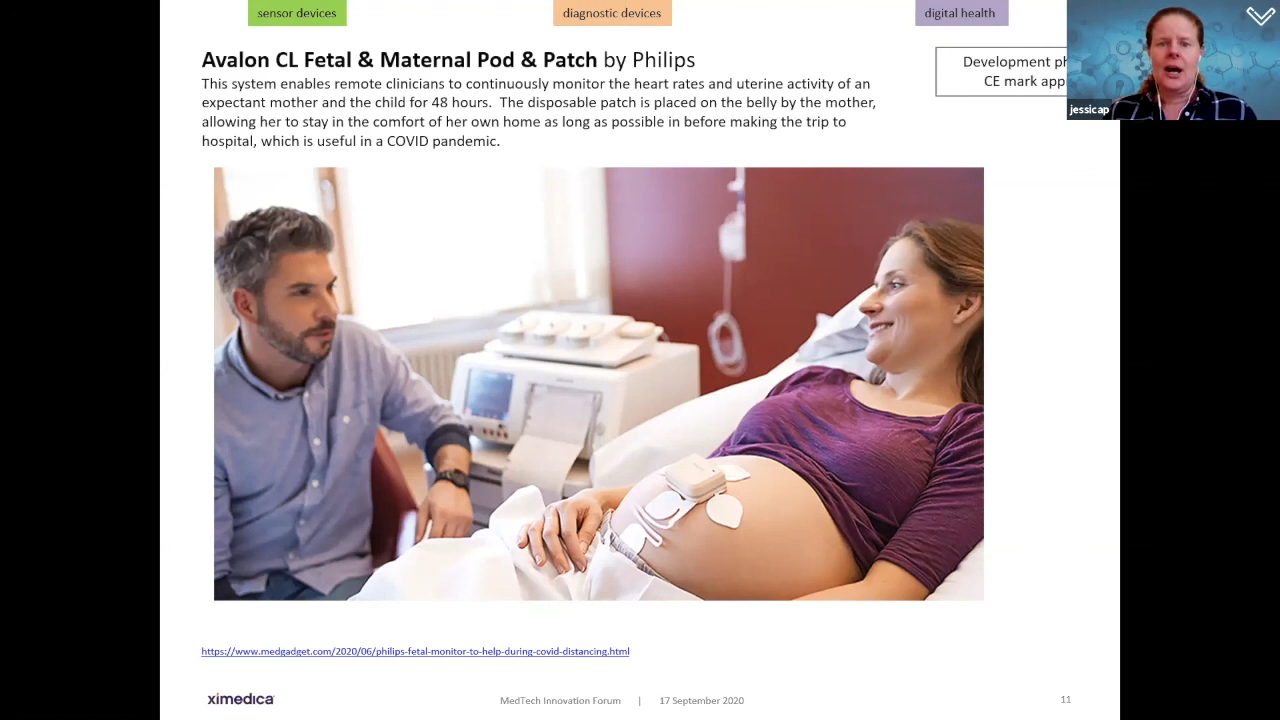 sensor devices
diagnostic devices
digital health
Avalon CL Fetal & Maternal Pod & Patch by Philips
This system enables remote clinicians to continuously monitor the heart rates and uterine activity of an
expectant mother and the child for 48 hours. The disposable patch is placed on the belly by the mother,
allowing her to stay in the comfort of her own home as long as possible in before making the trip to
hospital, which is useful in a COVID pandemic.
Development ph
CE mark app
jessicap
https://www.medgadget.com/2020/06/philips-fetal-monitor-to-help-during-covid-distancing.html
ximedica
MedTech Innovation Forum | 17 September 2020
11